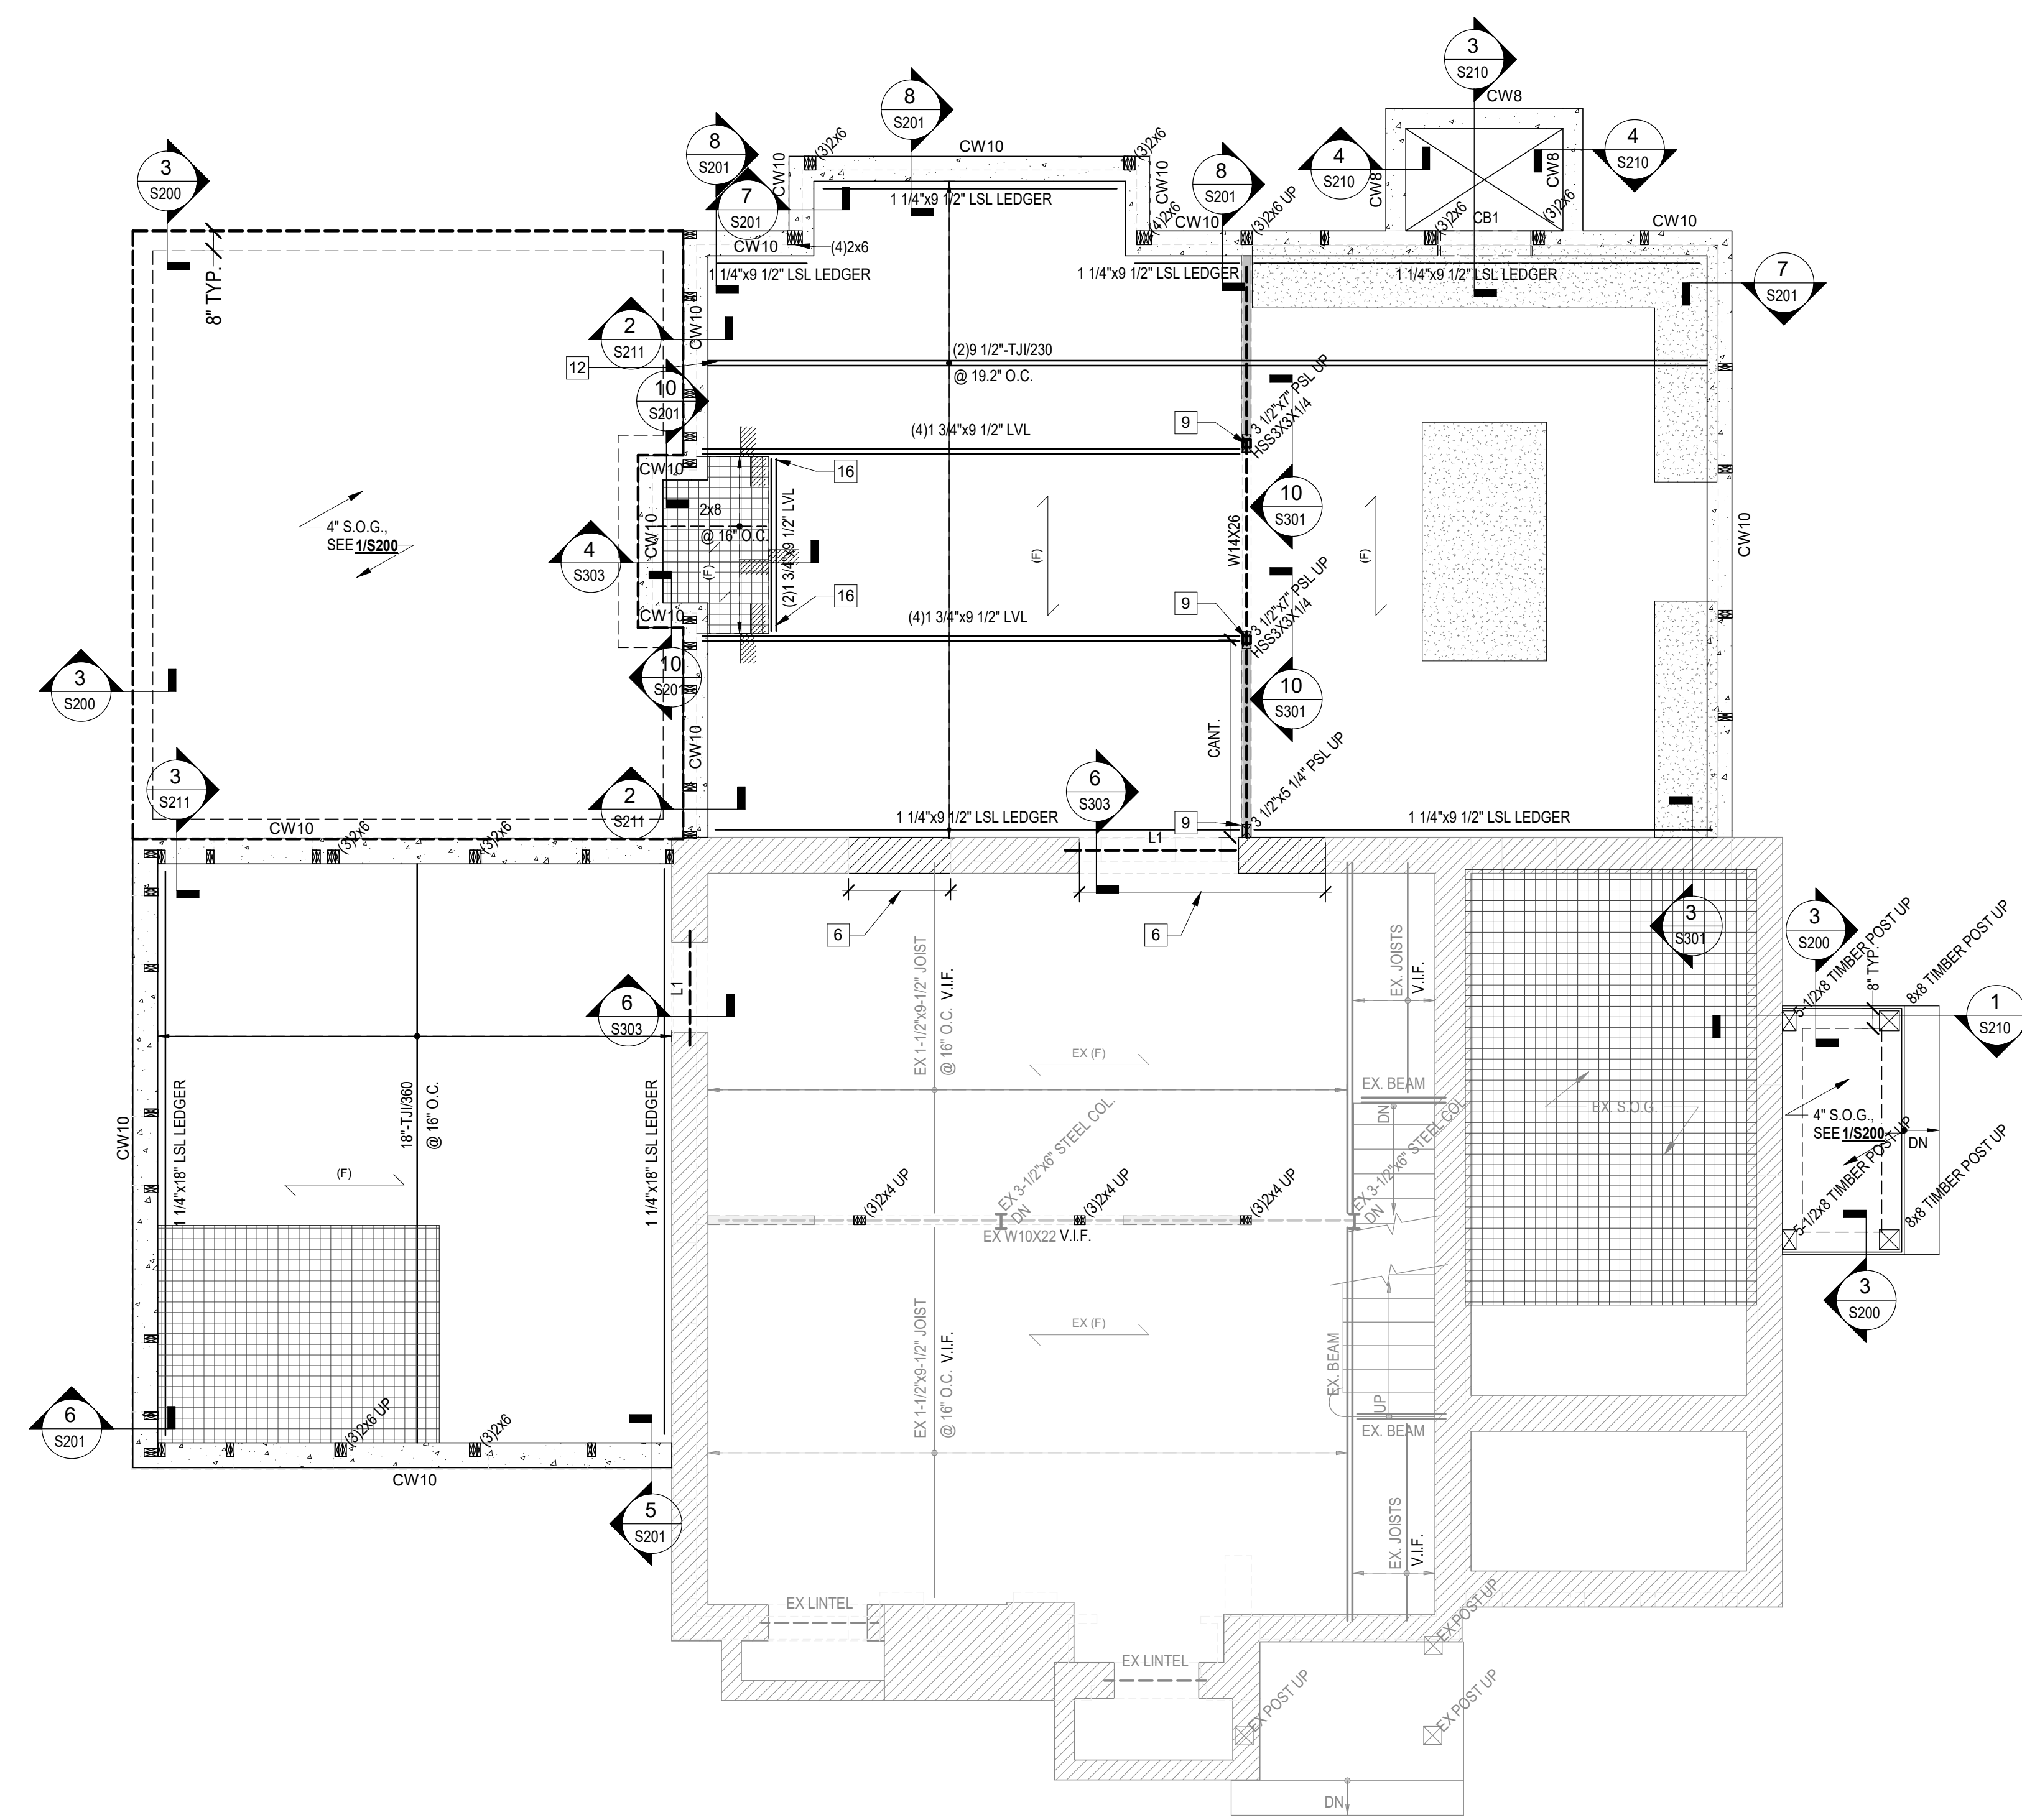 3
S210
CW8
8
S201
3
S200
8
S201
(3)2x6
CW10
(3)2x6
4
S210
4
S210
CW10
7
S201
1 1/4"x9 1/2" LSL LEDGER
CW10
8
S201
CW8
CW8
8" TYP.
CW10
(4)2x6
(4)2x6
CW10
(3)2x6 UP
(3)2x6
CB1
(3)2x6
CW10
1 1/4"x9 1/2" LSL LEDGER
1 1/4"x9 1/2" LSL LEDGER
1 1/4"x9 1/2" LSL LEDGER
7
S201
2
S211
CW10
12
(2)9 1/2"-TJI/230
@ 19.2" O.C.
10
S201
3 1/2"x7" PSL UP
HSS3X3X1/4
9
(4)1 3/4"x9 1/2" LVL
CW10
16
4" S.O.G.,
SEE 1/S200
CW10
2x8
@ 16" O.C.
(F)
(2)1 3/4"x9 1/2" LVL
(F)
W14X26
10
S301
(F)
CW10
4
S303
16
9
3 1/2"x7" PSL UP
HSS3X3X1/4
CW10
(4)1 3/4"x9 1/2" LVL
10
S201
3
S200
10
S301
CW10
CANT.
3
S211
2
S211
6
S303
3 1/2"x5 1/4" PSL UP
CW10
1 1/4"x9 1/2" LSL LEDGER
9
1 1/4"x9 1/2" LSL LEDGER
(3)2x6
(3)2x6
L1
6
6
3
S301
3
S200
5-1/2x8 TIMBER POST UP
8" TYP.
8x8 TIMBER POST UP
1
S210
EX 1-1/2"x9-1/2" JOIST
@ 16" O.C. V.I.F.
EX. JOISTS
V.I.F.
L1
6
S303
EX (F)
EX. BEAM
DN
CW10
1 1/4"x18" LSL LEDGER
18"-TJI/360
@ 16" O.C.
1 1/4"x18" LSL LEDGER
(F)
EX. S.O.G.
4" S.O.G.,
SEE 1/S200
DN
5-1/2x8 TIMBER POST UP
8x8 TIMBER POST UP
(3)2x4 UP
EX 3-1/2"x6" STEEL COL.
DN
(3)2x4 UP
(3)2x4 UP
EX 3-1/2"x6" STEEL COL.
DN
EX W10X22 V.I.F.
3
S200
EX 1-1/2"x9-1/2" JOIST
@ 16" O.C. V.I.F.
EX (F)
EX. BEAM
UP
EX. BEAM
6
S201
(3)2x6 UP
(3)2x6
CW10
5
S201
EX. JOISTS
V.I.F.
EX LINTEL
EX POST UP
EX LINTEL
EX POST UP
EX POST UP
DN